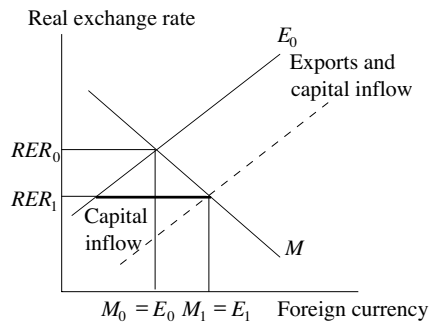 Real exchange rate
E₀
Exports and
capital inflow
RER₀
RER₁
Capital
inflow
M
M₀ = E₀ M₁ = E₁ Foreign currency